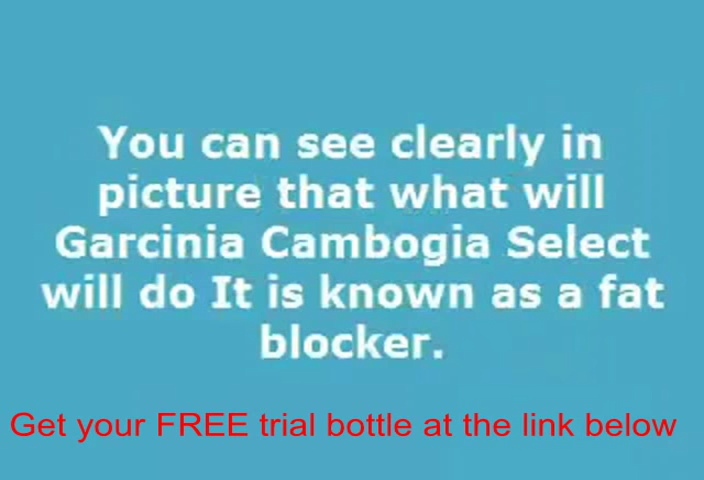 You can see clearly in
picture that what will
Garcinia Cambogia Select
will do It is known as a fat
blocker.
Get your FREE trial bottle at the link below